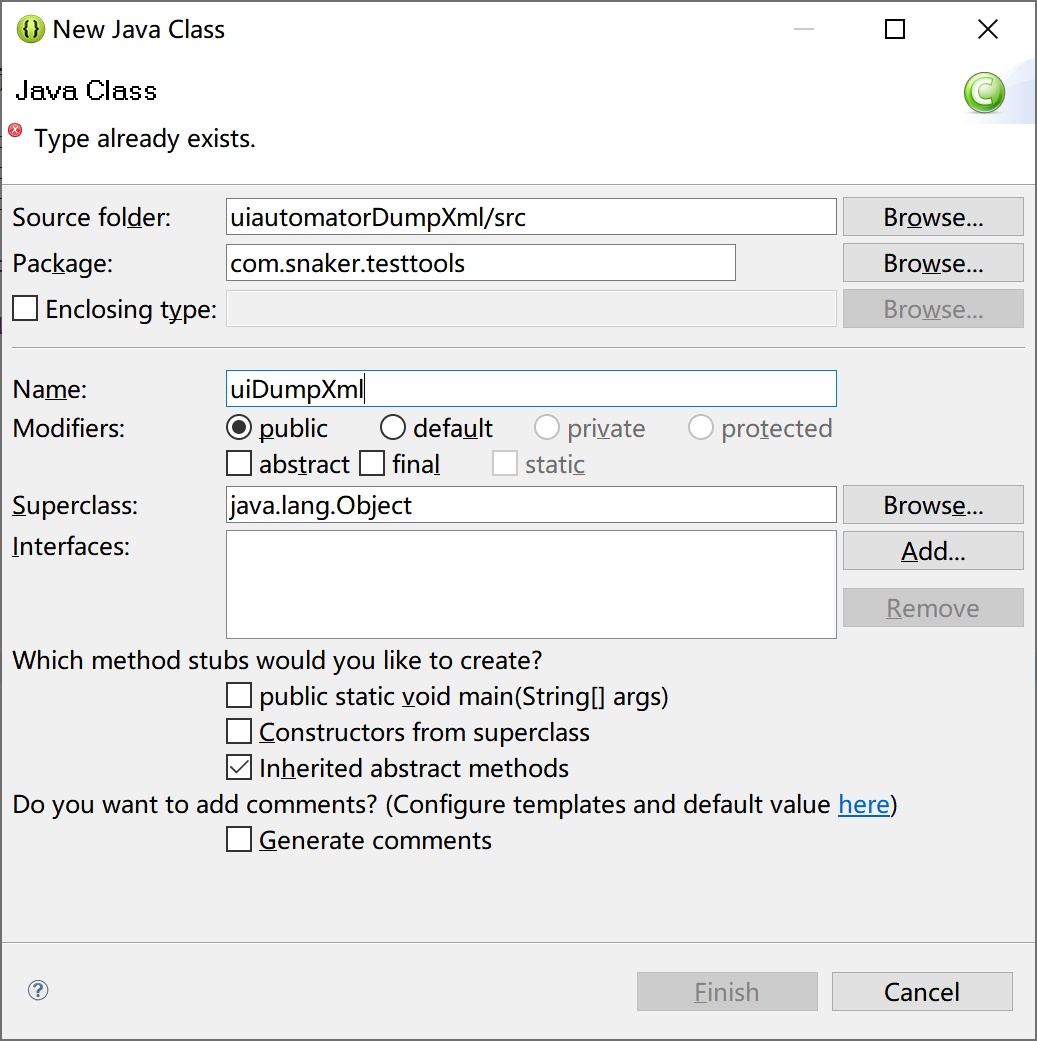 New Java Class
Java Class
Type already exists.
Source folder: uiautomatorDumpXml/src Browse...
Package: com.snaker.testtools Browse...
Enclosing type: Browse...
Name: uiDumpXml
Modifiers: public default private protected
abstract final static
Superclass: java.lang.Object Browse...
Interfaces: Add...
Remove
Which method stubs would you like to create?
public static void main(String[] args)
Constructors from superclass
Inherited abstract methods
Do you want to add comments? (Configure templates and default value here)
Generate comments
Finish Cancel